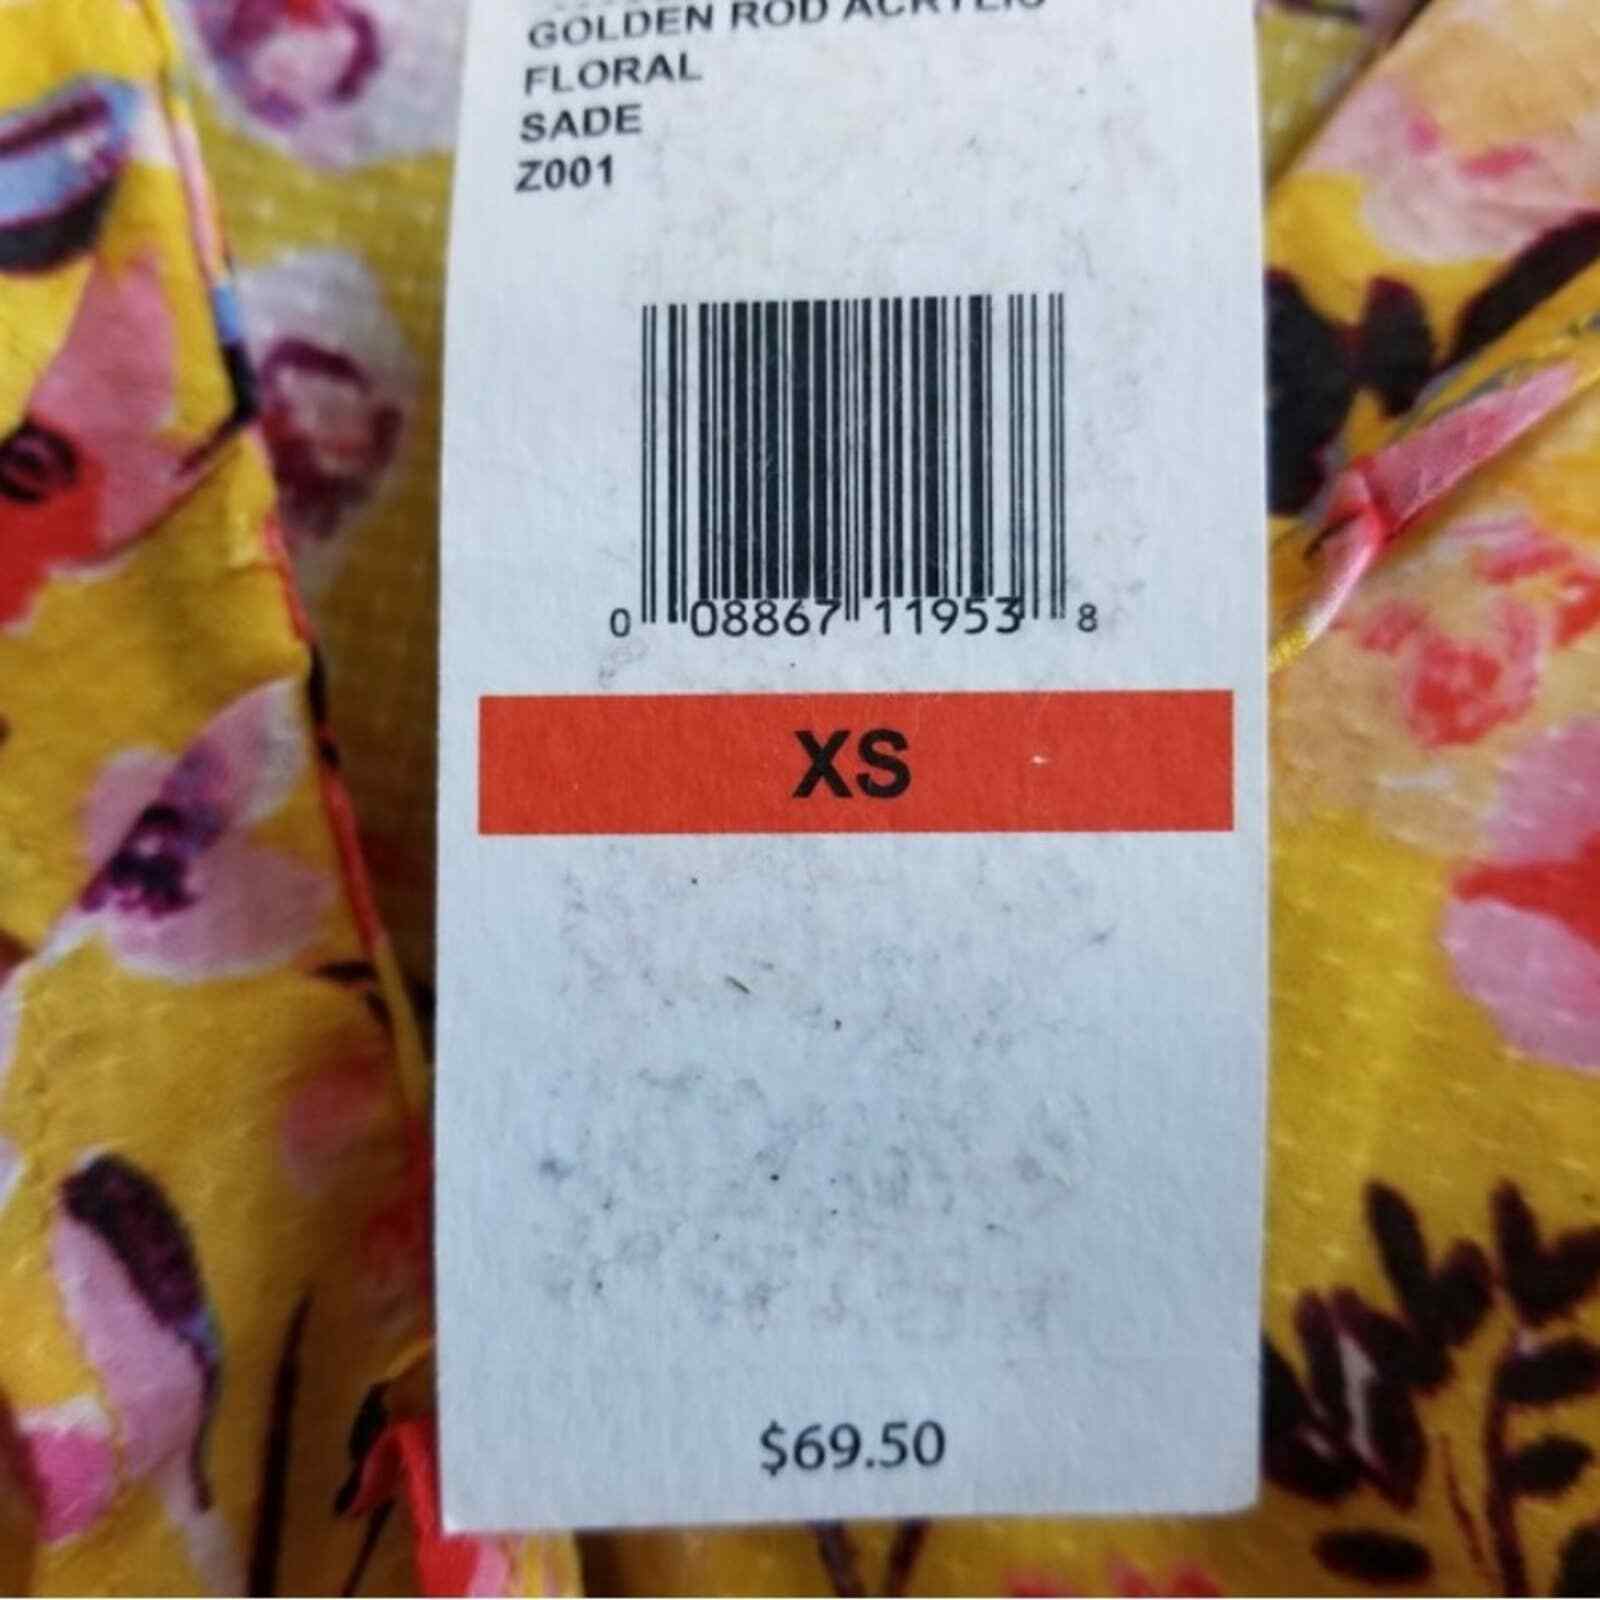 GOLDEN ROD ACRYLIC
FLORAL
SADE
Z001
0 08867 11953 8
XS
$69.50